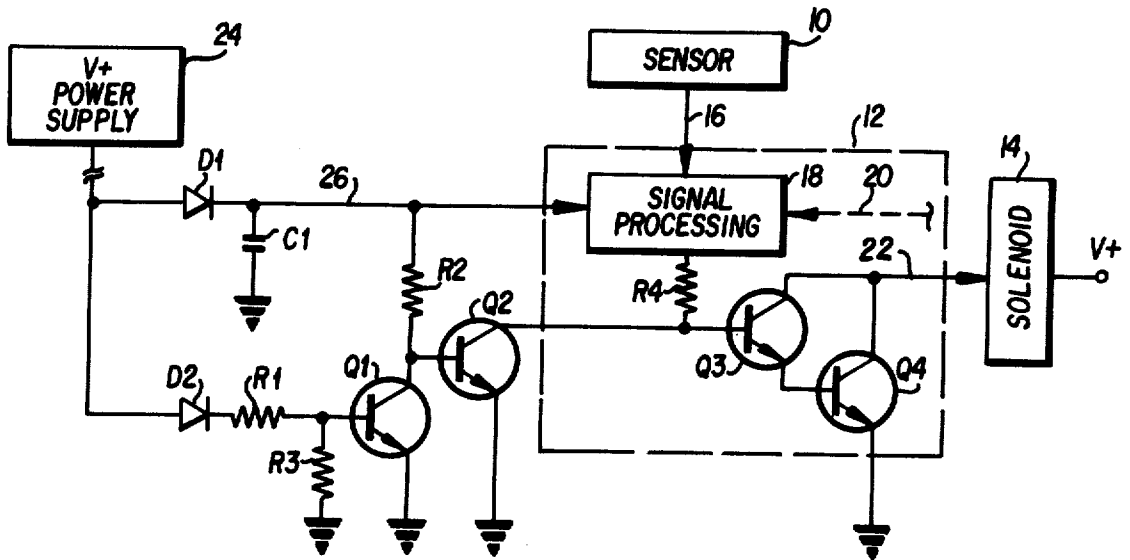 24
V+
POWER
SUPPLY
SENSOR
10
16
12
D1
26
C1
SIGNAL
PROCESSING
18
20
14
SOLENOID
V+
22
R2
R4
Q2
Q3
Q4
D2
R1
Q1
R3